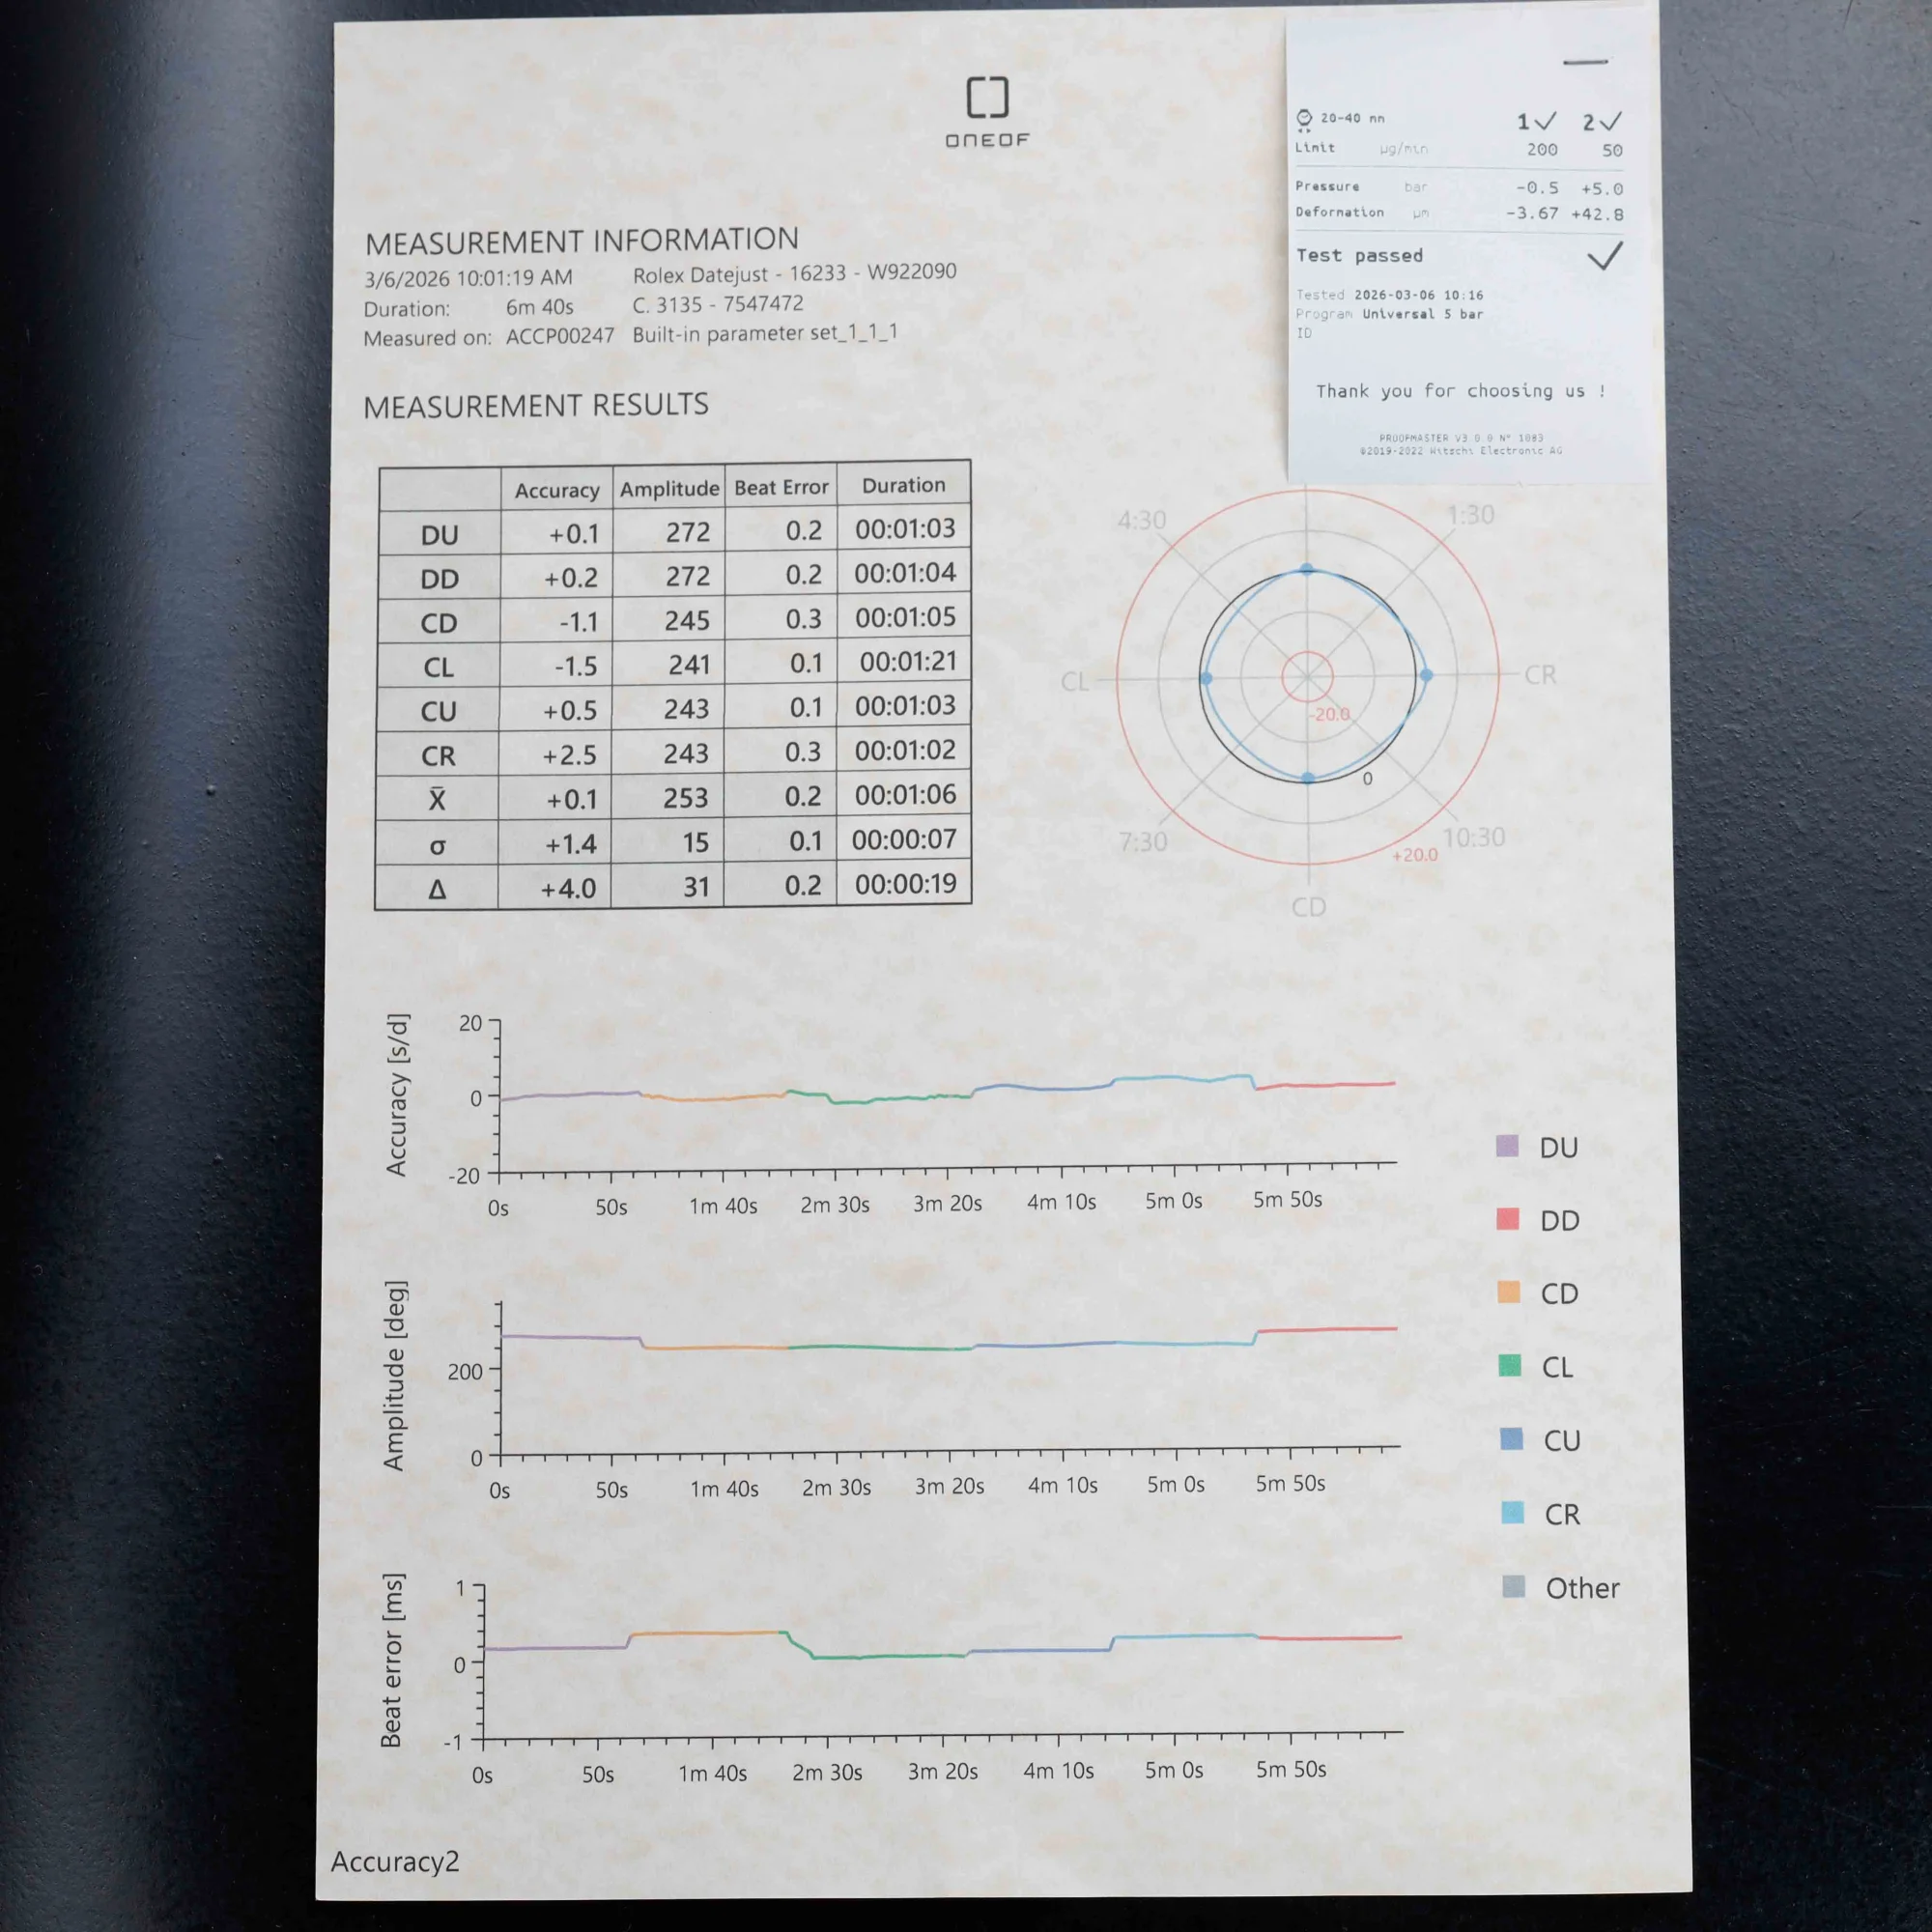 ONEOF
MEASUREMENT INFORMATION
3/6/2026 10:01:19 AM Rolex Datejust - 16233 - W922090
Duration: 6m 40s C. 3135 - 7547472
Measured on: ACCP00247 Built-in parameter set_1_1_1
MEASUREMENT RESULTS
Accuracy Amplitude Beat Error Duration
DU +0.1 272 0.2 00:01:03
DD +0.2 272 0.2 00:01:04
CD -1.1 245 0.3 00:01:05
CL -1.5 241 0.1 00:01:21
CU +0.5 243 0.1 00:01:03
CR +2.5 243 0.3 00:01:02
X̄ +0.1 253 0.2 00:01:06
σ +1.4 15 0.1 00:00:07
Δ +4.0 31 0.2 00:00:19
20-40 mm 1✓ 2✓
Limit µg/min 200 50
Pressure bar -0.5 +5.0
Deformation µm -3.67 +42.8
Test passed ✓
Tested 2026-03-06 10:16
Program Universal 5 bar
ID
Thank you for choosing us !
PROOFMASTER V3.0.0 N° 1083
©2019-2022 Witschi Electronic AG
4:30 1:30
CL CR
-20.0
0
7:30 10:30
+20.0
CD
Accuracy [s/d]
20
0
-20
0s 50s 1m 40s 2m 30s 3m 20s 4m 10s 5m 0s 5m 50s
Amplitude [deg]
200
0
0s 50s 1m 40s 2m 30s 3m 20s 4m 10s 5m 0s 5m 50s
Beat error [ms]
1
0
-1
0s 50s 1m 40s 2m 30s 3m 20s 4m 10s 5m 0s 5m 50s
DU
DD
CD
CL
CU
CR
Other
Accuracy2